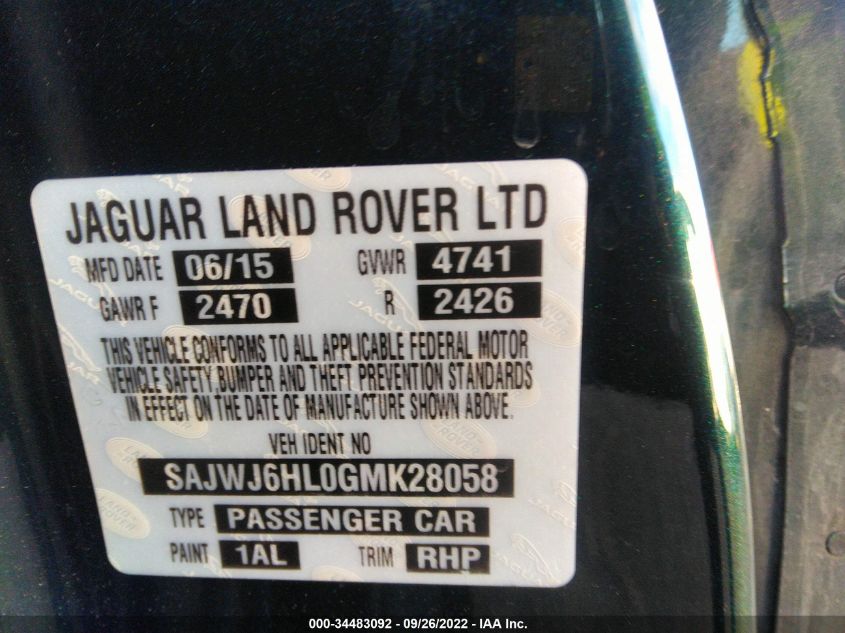 JAGUAR LAND ROVER LTD
MFD DATE 06/15 GVWR 4741
GAWR F 2470 R 2426
THIS VEHICLE CONFORMS TO ALL APPLICABLE FEDERAL MOTOR
VEHICLE SAFETY,BUMPER AND THEFT PREVENTION STANDARDS
IN EFFECT ON THE DATE OF MANUFACTURE SHOWN ABOVE.
VEH IDENT NO
SAJWJ6HL0GMK28058
TYPE PASSENGER CAR
PAINT 1AL TRIM RHP
000-34483092 - 09/26/2022 - IAA Inc.